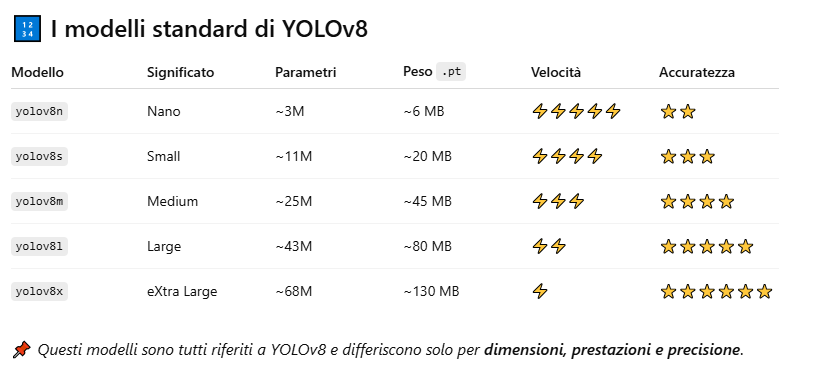 🔢 I modelli standard di YOLOv8
Modello Significato Parametri Peso .pt Velocità Accuratezza
yolov8n Nano ~3M ~6 MB ⚡⚡⚡⚡⚡ ⭐⭐
yolov8s Small ~11M ~20 MB ⚡⚡⚡⚡ ⭐⭐⭐
yolov8m Medium ~25M ~45 MB ⚡⚡⚡ ⭐⭐⭐⭐
yolov8l Large ~43M ~80 MB ⚡⚡ ⭐⭐⭐⭐⭐
yolov8x eXtra Large ~68M ~130 MB ⚡ ⭐⭐⭐⭐⭐⭐
📌 Questi modelli sono tutti riferiti a YOLOv8 e differiscono solo per dimensioni, prestazioni e precisione.